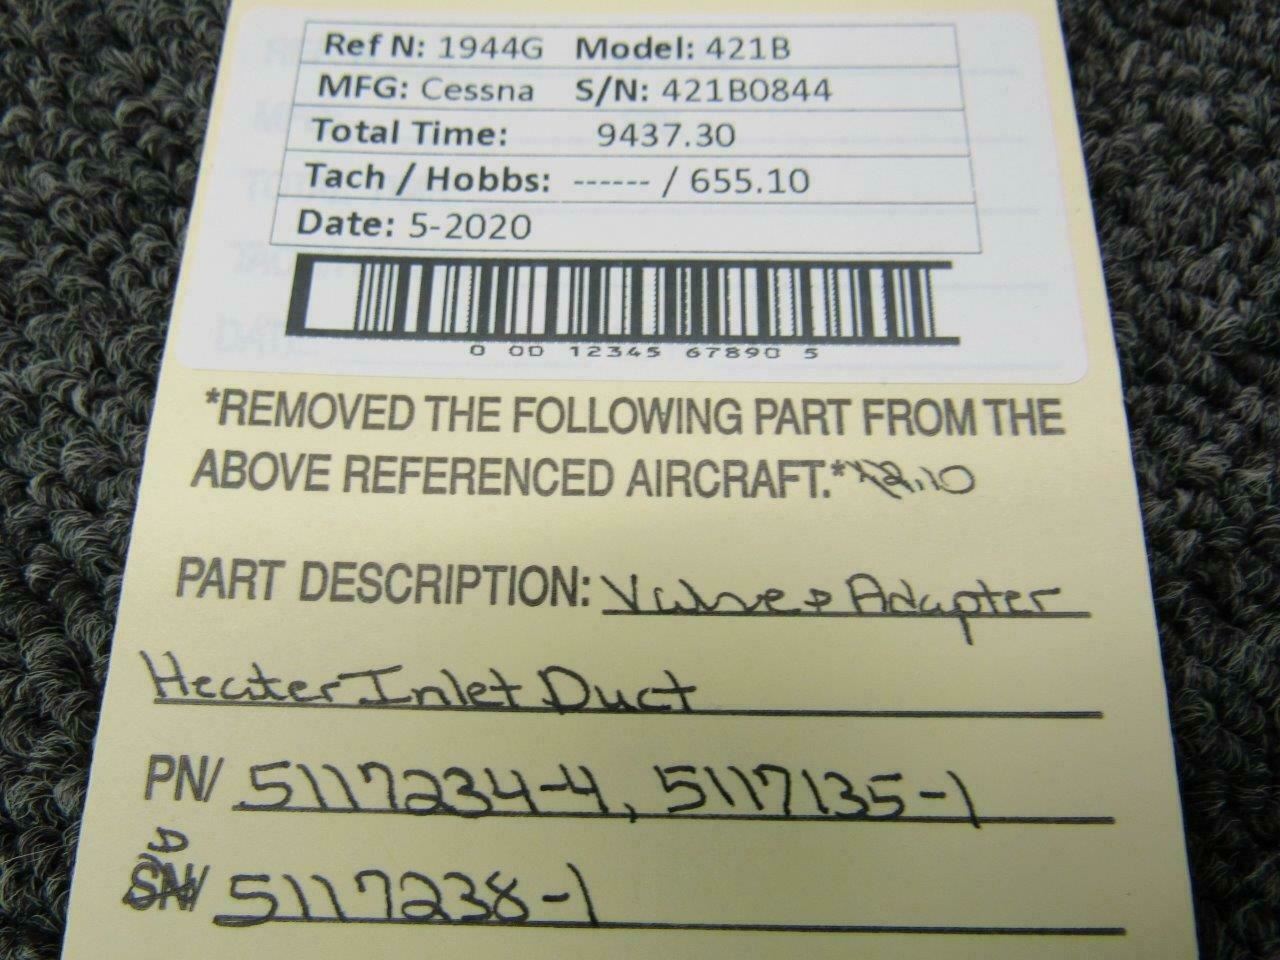 Ref N: 1944G Model: 421B
MFG: Cessna S/N: 421B0844
Total Time: 9437.30
Tach / Hobbs: ------ / 655.10
Date: 5-2020
0 00 12345 67890 5
*REMOVED THE FOLLOWING PART FROM THE
ABOVE REFERENCED AIRCRAFT.*
PART DESCRIPTION: Valve & Adapter
Heater Inlet Duct
PN/ 5117234-4, 5117135-1
SN/ 5117238-1